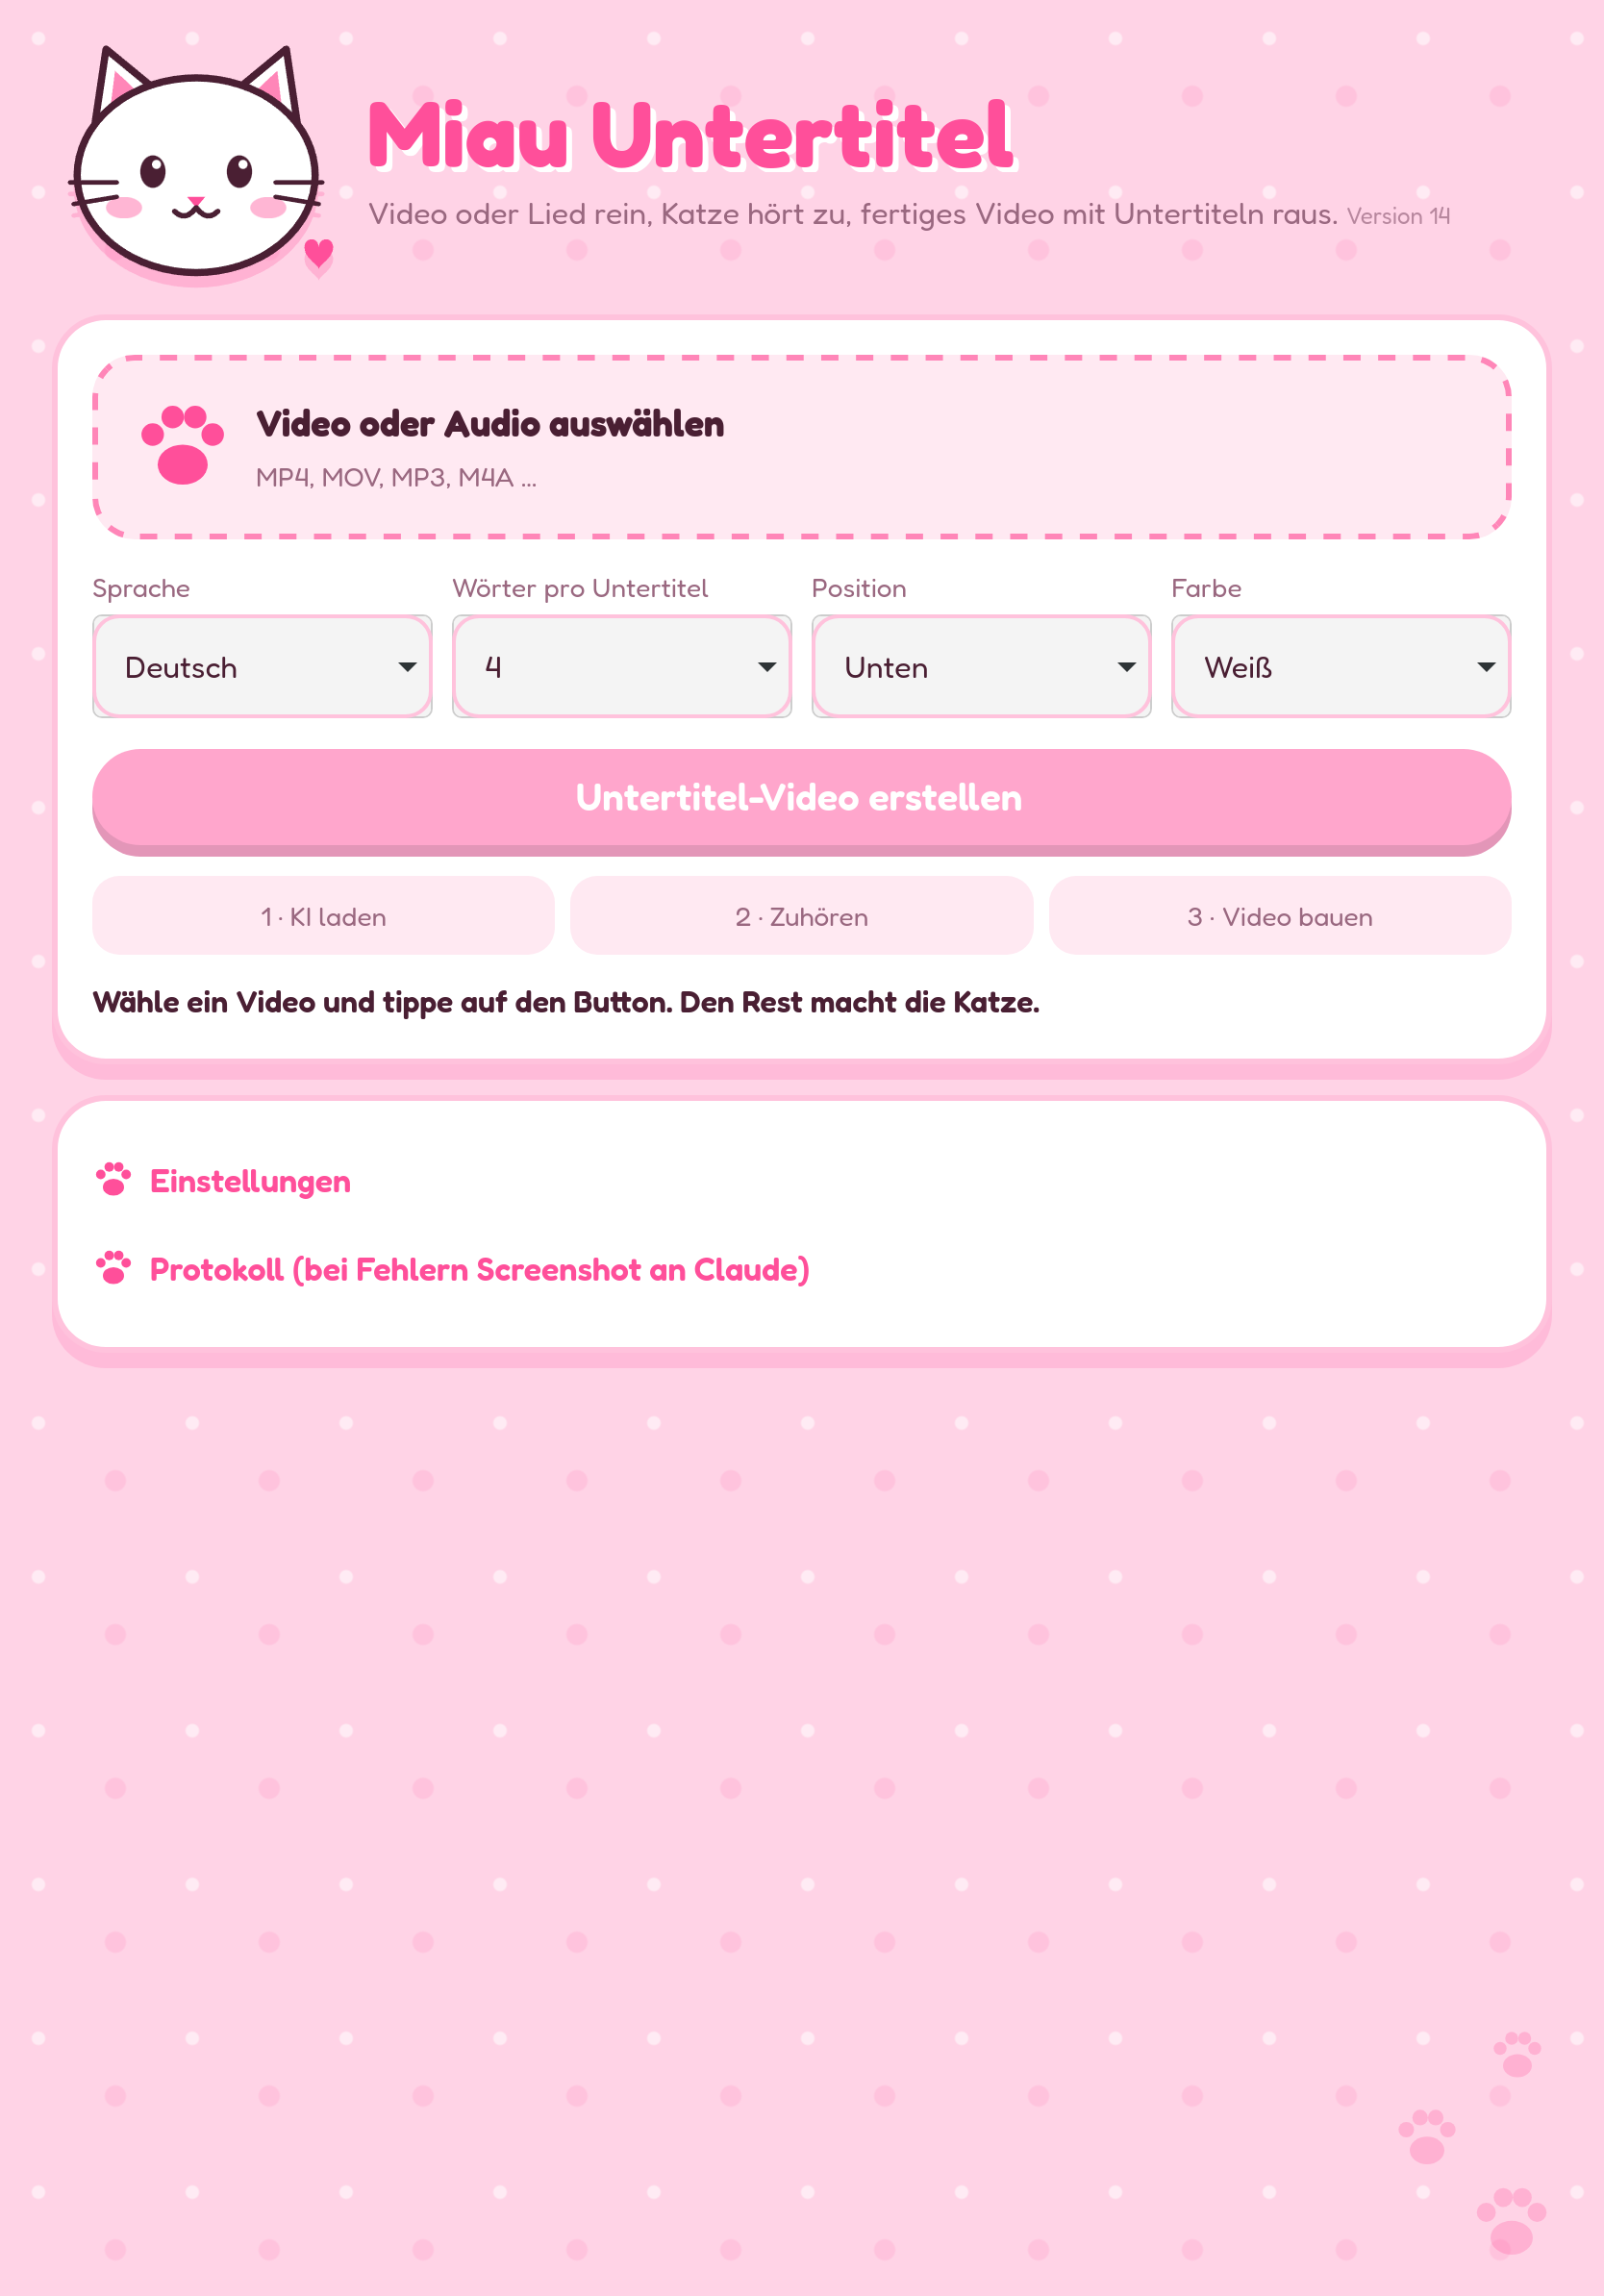 Miau Untertitel
Video oder Lied rein, Katze hört zu, fertiges Video mit Untertiteln raus. Version 14
Video oder Audio auswählen
MP4, MOV, MP3, M4A ...
Sprache
Wörter pro Untertitel
Position
Farbe
Deutsch
4
Unten
Weiß
Untertitel-Video erstellen
1 · KI laden
2 · Zuhören
3 · Video bauen
Wähle ein Video und tippe auf den Button. Den Rest macht die Katze.
Einstellungen
Protokoll (bei Fehlern Screenshot an Claude)